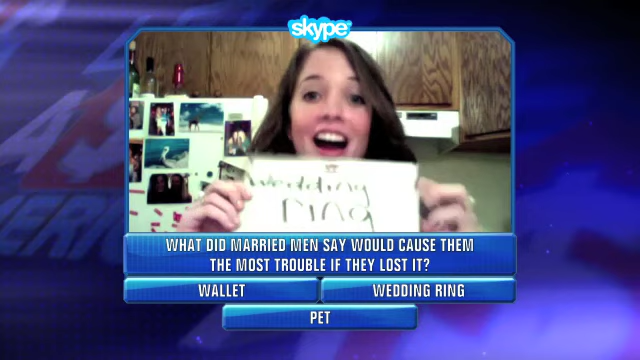 skype
wedding
ring
WHAT DID MARRIED MEN SAY WOULD CAUSE THEM
THE MOST TROUBLE IF THEY LOST IT?
WALLET
WEDDING RING
PET